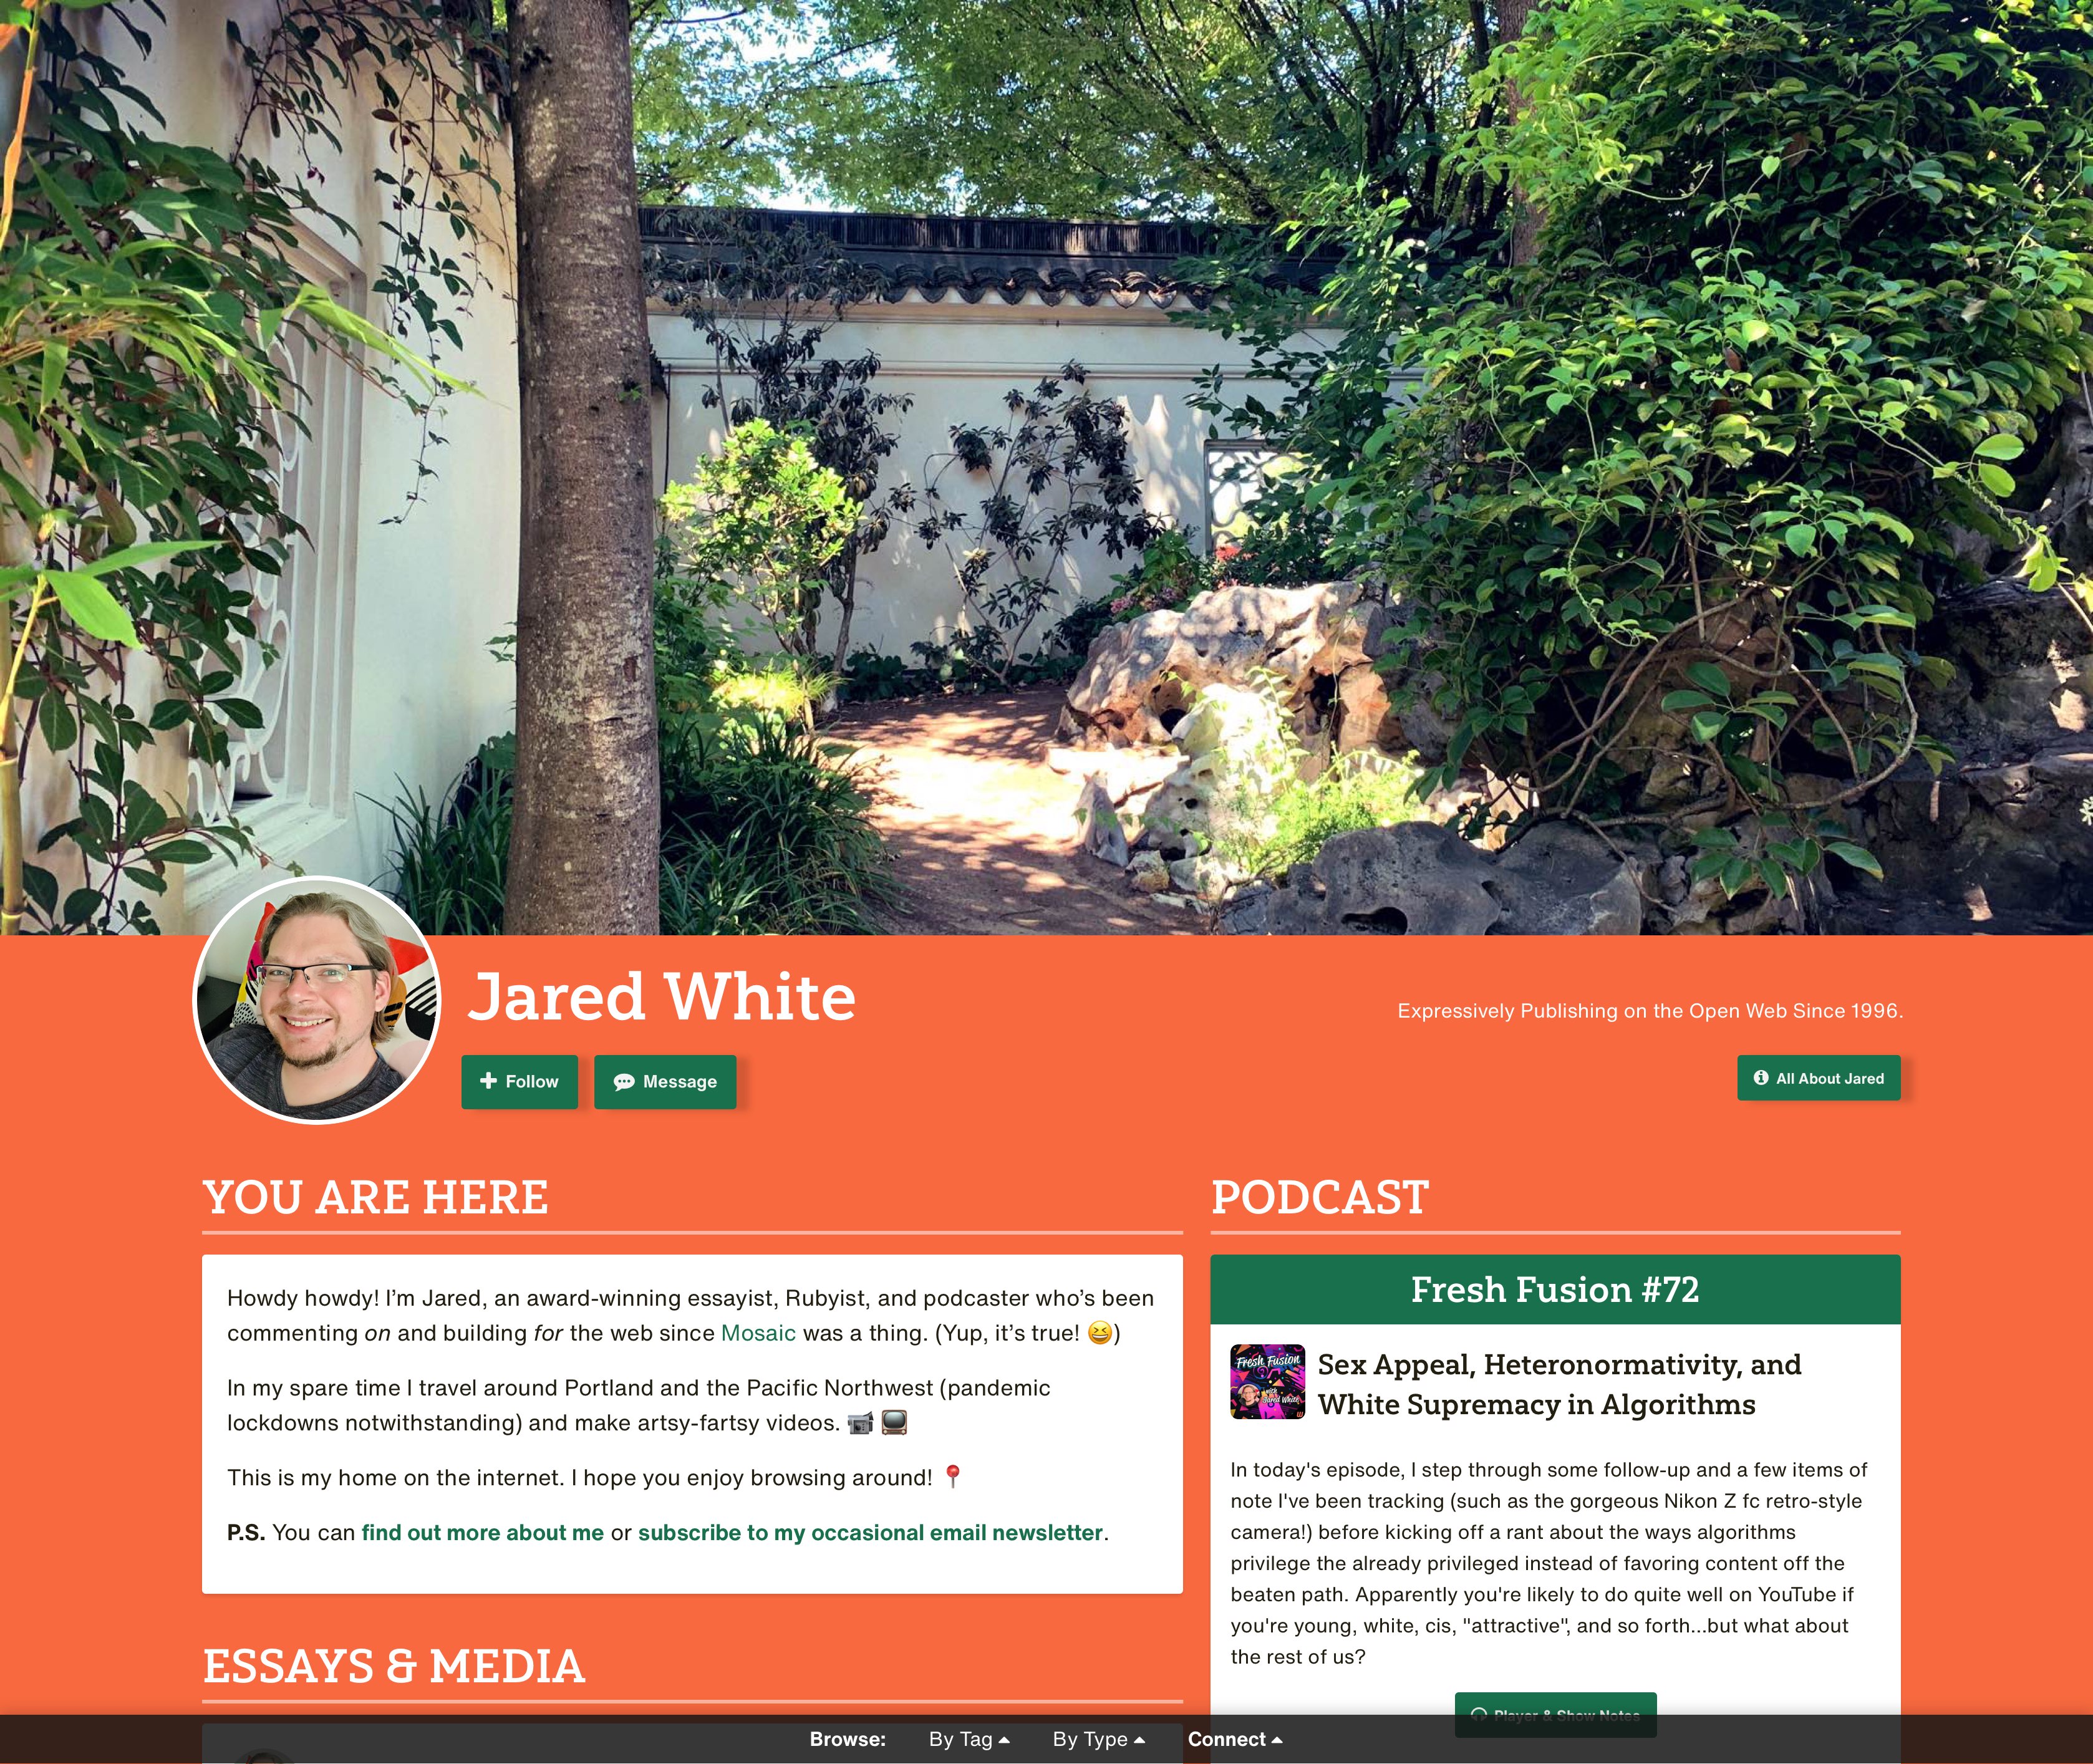 Jared White
Expressively Publishing on the Open Web Since 1996.
Follow
Message
All About Jared
YOU ARE HERE
Howdy howdy! I’m Jared, an award-winning essayist, Rubyist, and podcaster who’s been
commenting on and building for the web since Mosaic was a thing. (Yup, it’s true! 😆)
In my spare time I travel around Portland and the Pacific Northwest (pandemic
lockdowns notwithstanding) and make artsy-fartsy videos. 📹 📺
This is my home on the internet. I hope you enjoy browsing around! 📍
P.S. You can find out more about me or subscribe to my occasional email newsletter.
ESSAYS & MEDIA
PODCAST
Fresh Fusion #72
Fresh Fusion
with
Jared White
Sex Appeal, Heteronormativity, and
White Supremacy in Algorithms
In today's episode, I step through some follow-up and a few items of
note I've been tracking (such as the gorgeous Nikon Z fc retro-style
camera!) before kicking off a rant about the ways algorithms
privilege the already privileged instead of favoring content off the
beaten path. Apparently you're likely to do quite well on YouTube if
you're young, white, cis, "attractive", and so forth...but what about
the rest of us?
Player & Show Notes
Browse: By Tag By Type Connect